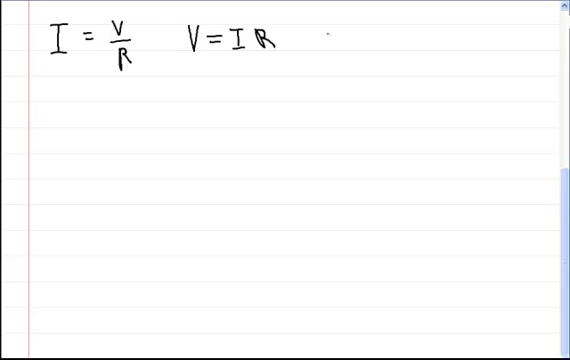 I = V/R V = I R